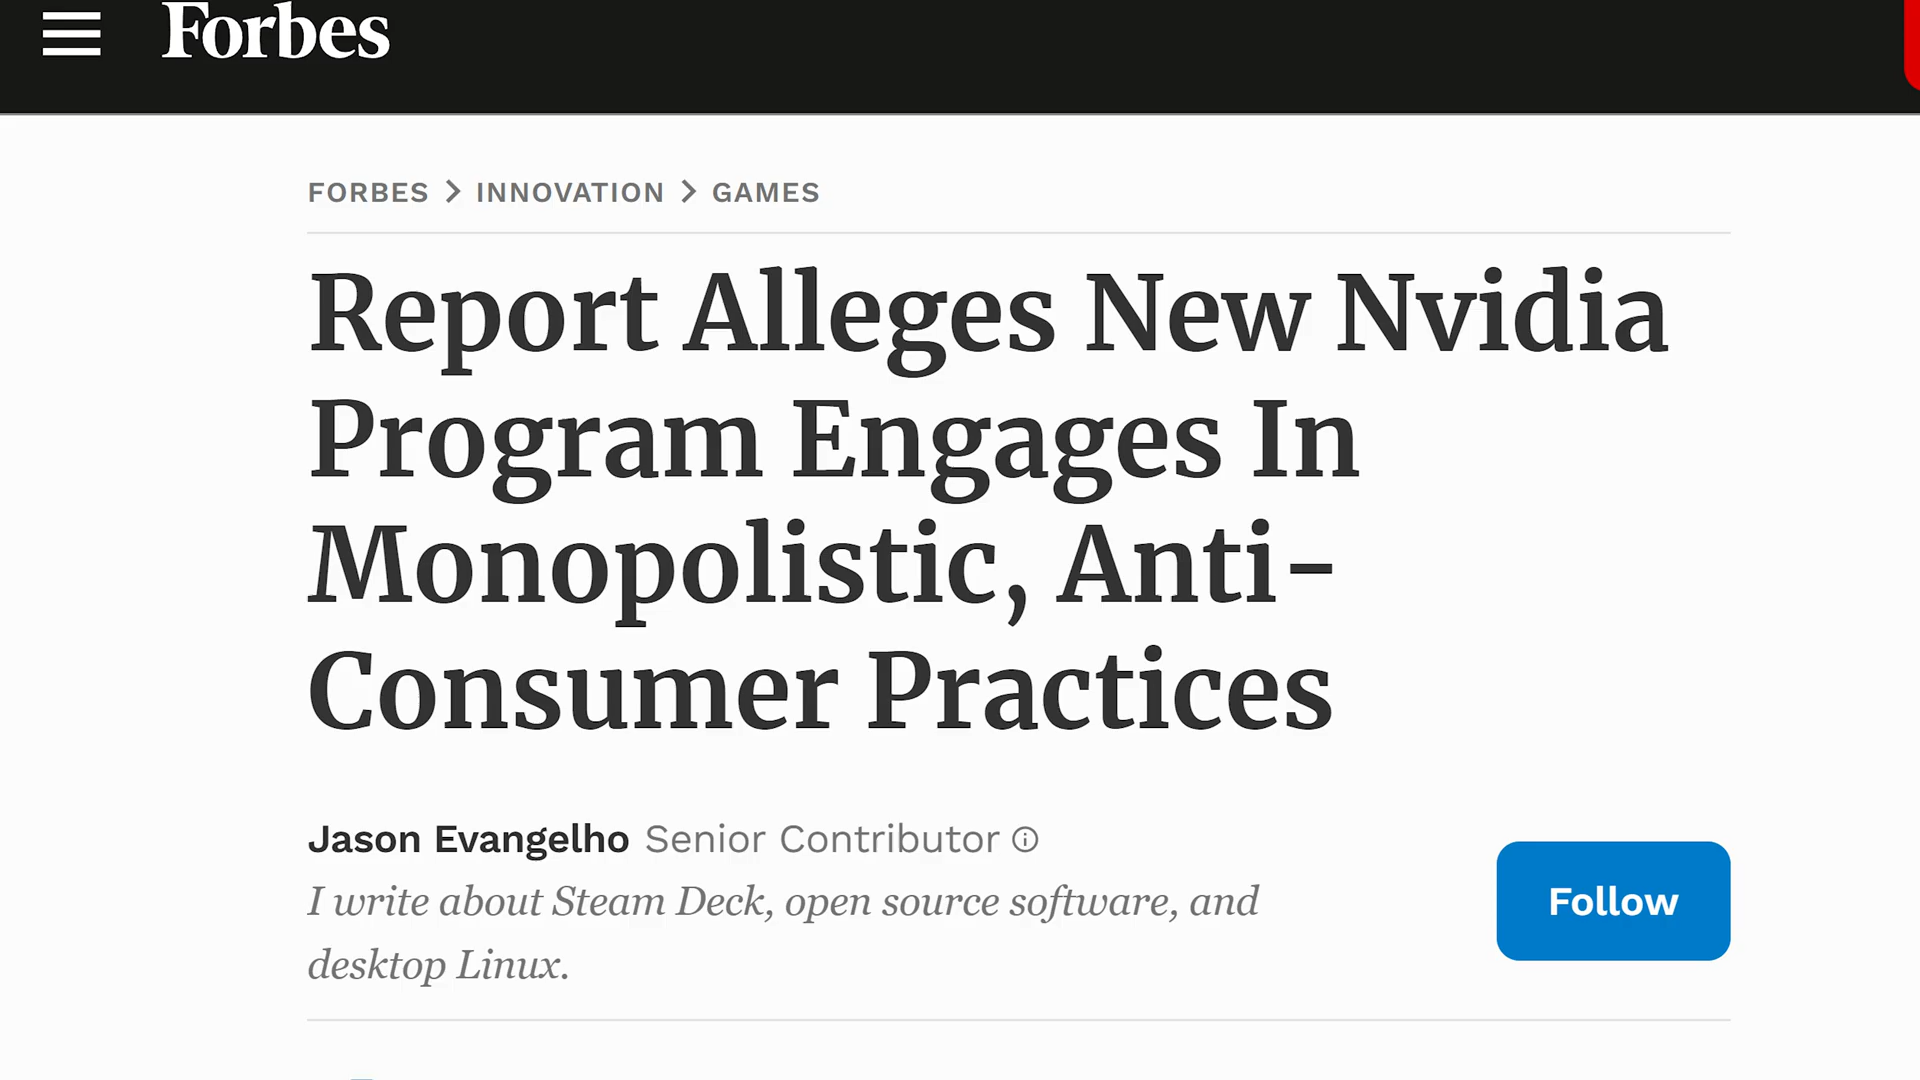 Forbes
FORBES > INNOVATION > GAMES
Report Alleges New Nvidia
Program Engages In
Monopolistic, Anti-
Consumer Practices
Jason Evangelho Senior Contributor
I write about Steam Deck, open source software, and
desktop Linux.
Follow